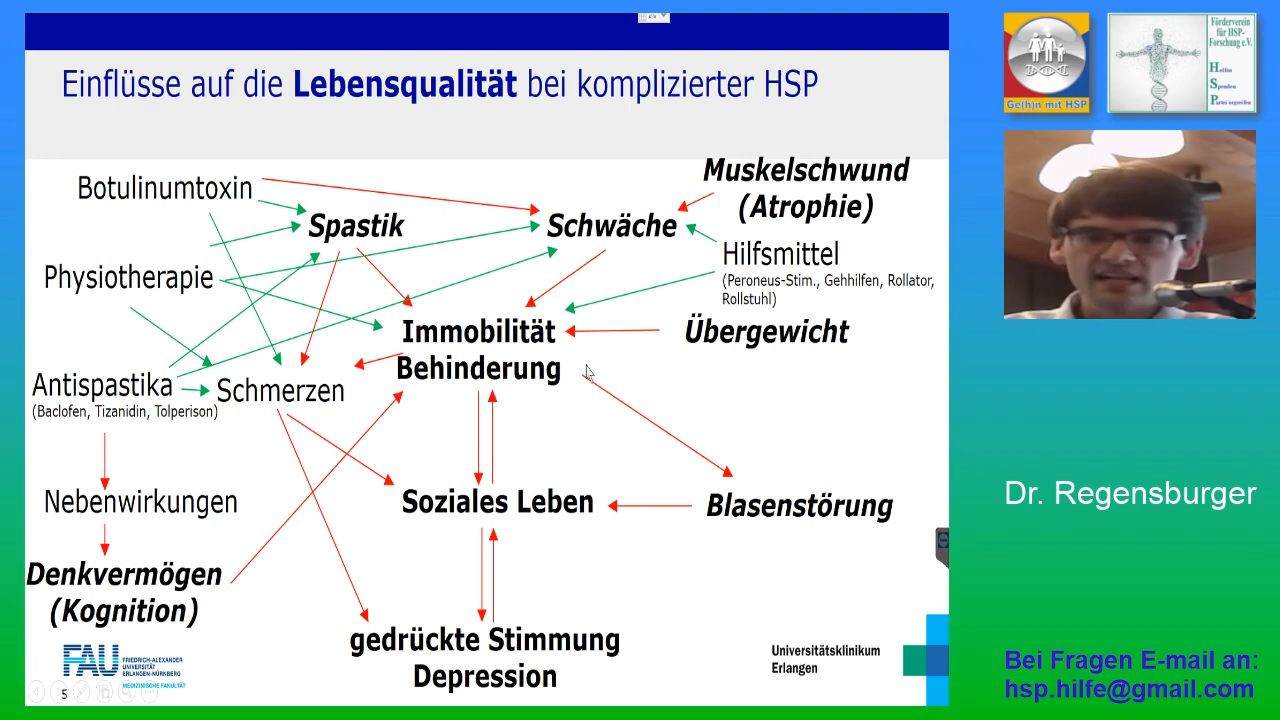 Einflüsse auf die Lebensqualität bei komplizierter HSP
Botulinumtoxin
Spastik
Schwäche
Muskelschwund
(Atrophie)
Physiotherapie
Hilfsmittel
(Peroneus-Stim., Gehhilfen, Rollator,
Rollstuhl)
Immobilität
Behinderung
Übergewicht
Antispastika
(Baclofen, Tizanidin, Tolperison)
Schmerzen
Nebenwirkungen
Soziales Leben
Blasenstörung
Denkvermögen
(Kognition)
gedrückte Stimmung
Depression
FAU
FRIEDRICH-ALEXANDER
UNIVERSITÄT
ERLANGEN-NÜRNBERG
MEDIZINISCHE FAKULTÄT
5
Universitätsklinikum
Erlangen
Ge(h)n mit HSP
Förderverein
für HSP-
Forschung e.V.
Helfen
Spenden
Dr. Regensburger
Bei Fragen E-mail an:
hsp.hilfe@gmail.com